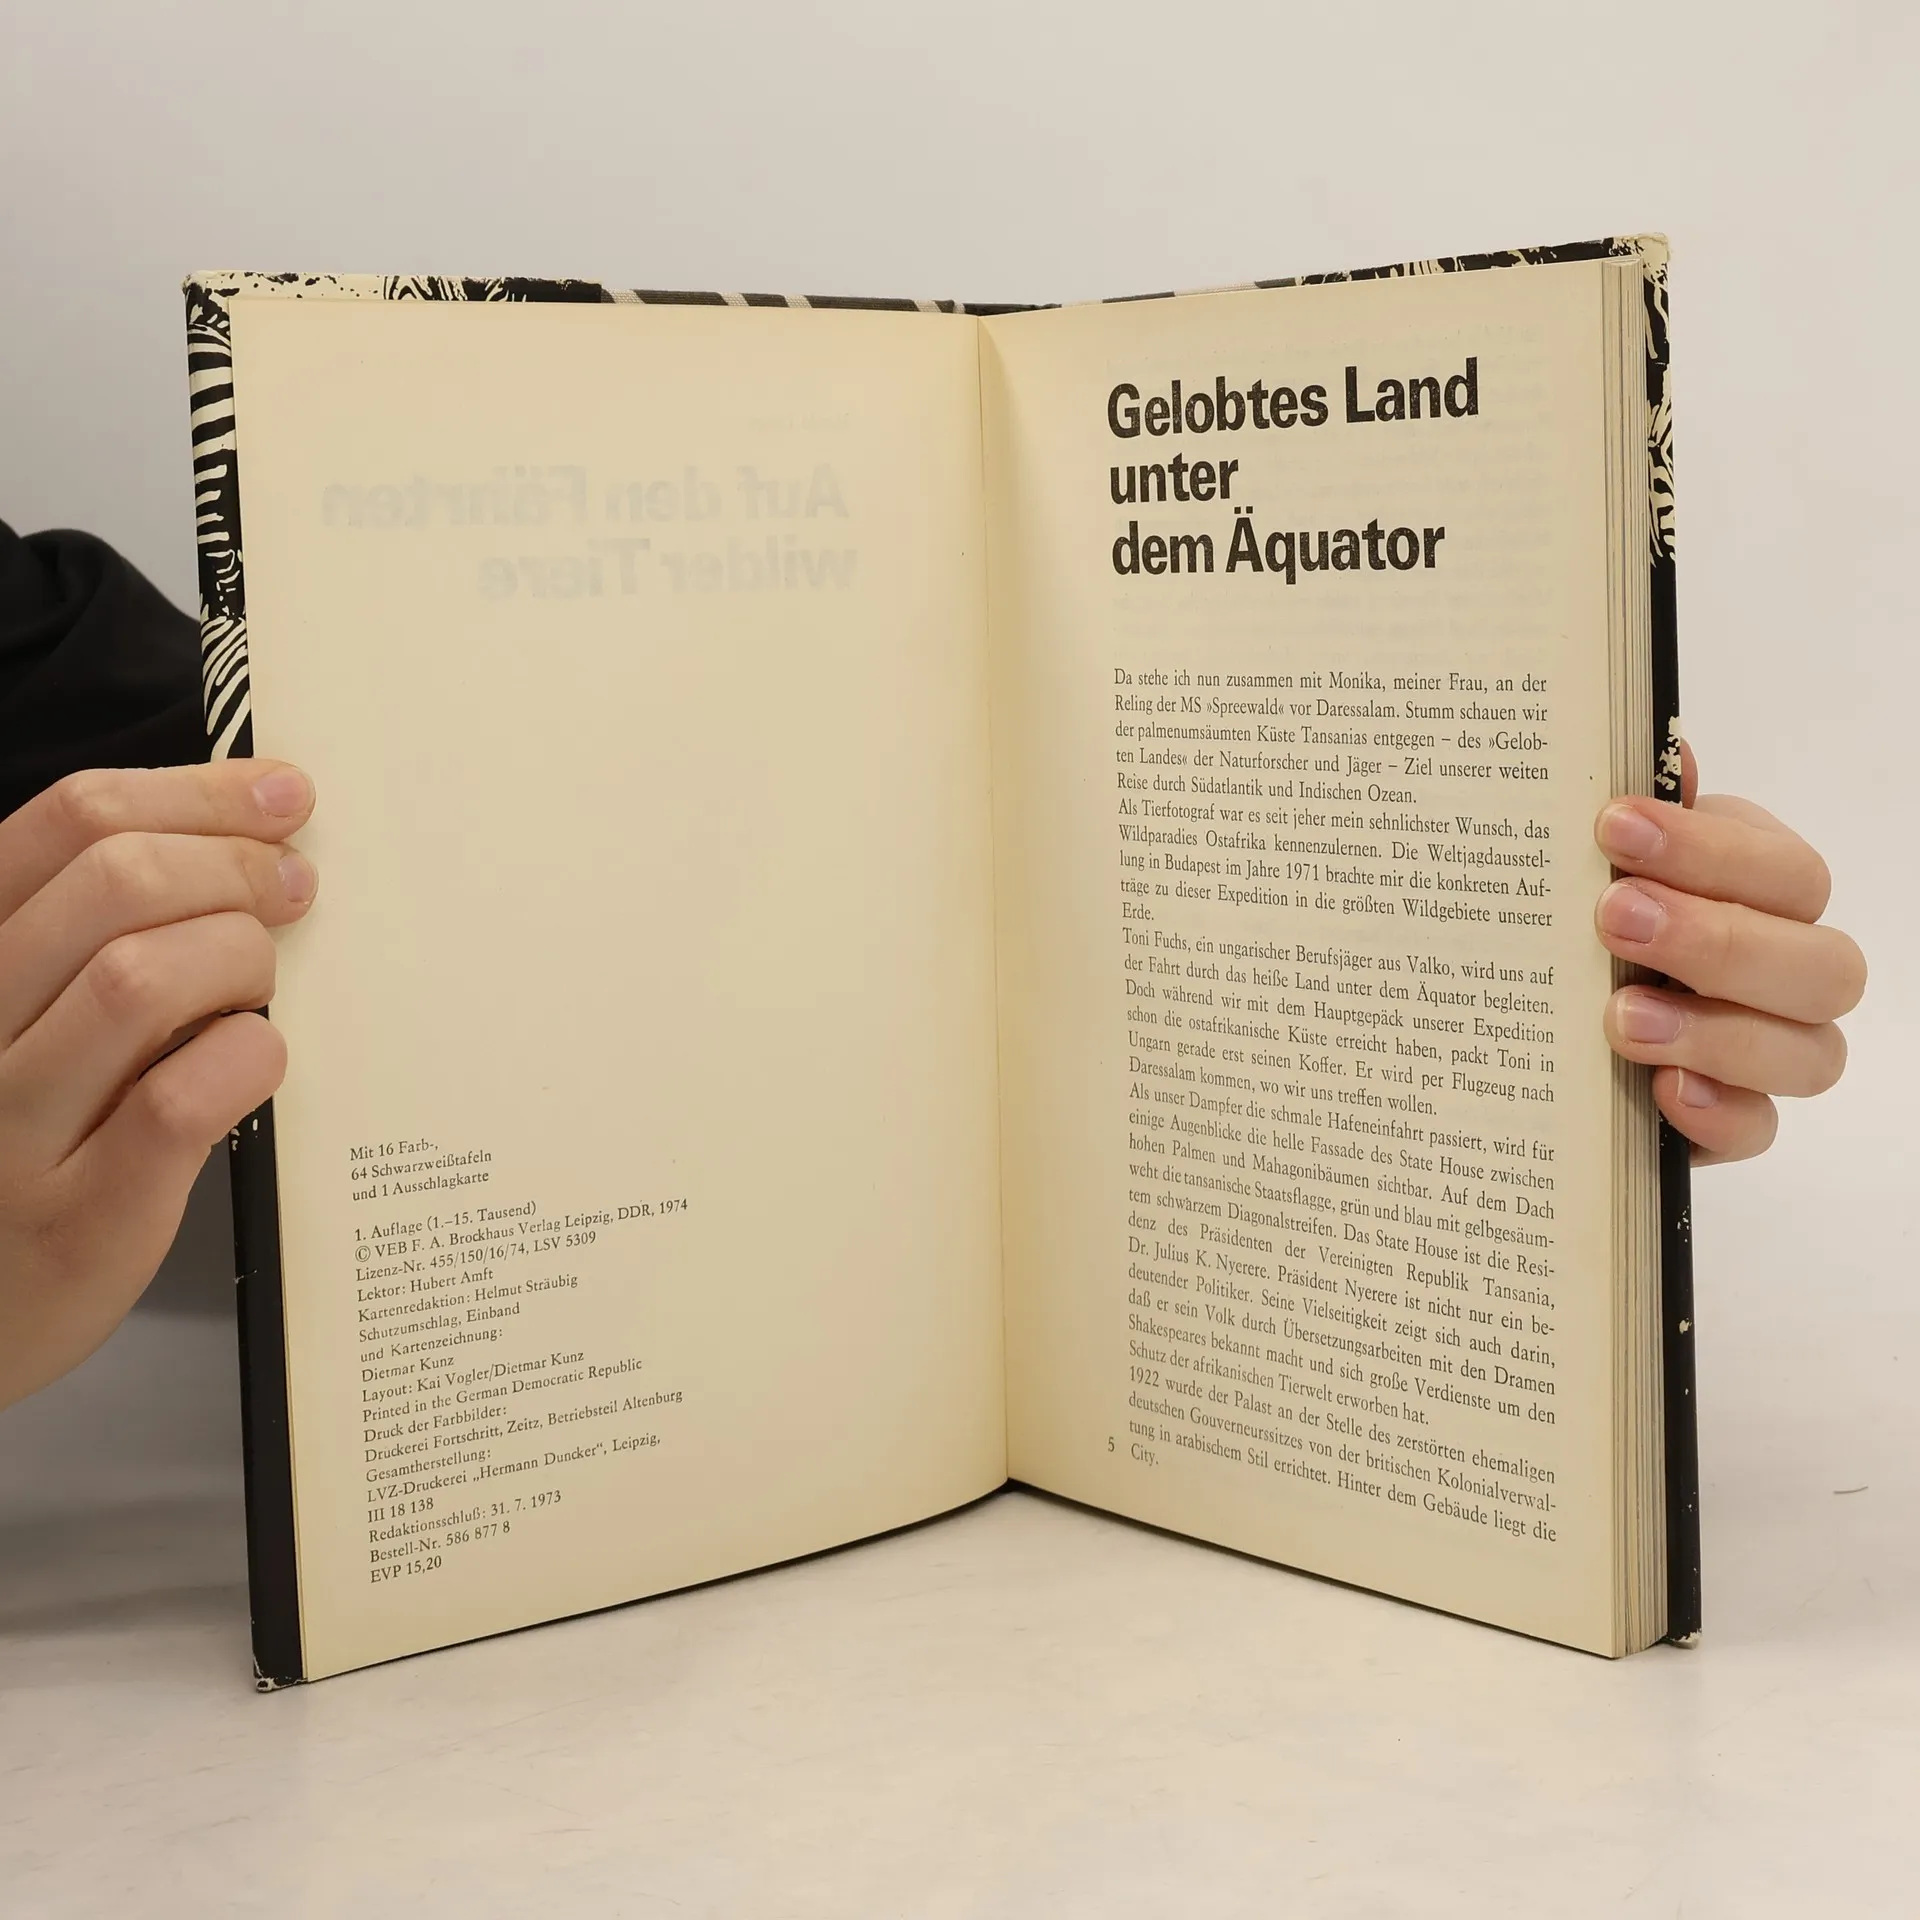 Auf den Fährten
wilder Tiere
Mit 16 Farb-,
64 Schwarzweißtafeln
und 1 Ausschlagkarte
1. Auflage (1.–15. Tausend)
© VEB F. A. Brockhaus Verlag Leipzig, DDR, 1974
Lizenz-Nr. 455/150/16/74, LSV 5309
Lektor: Hubert Amft
Kartenredaktion: Helmut Sträubig
Schutzumschlag, Einband
und Kartenzeichnung:
Dietmar Kunz
Layout: Kai Vogler/Dietmar Kunz
Printed in the German Democratic Republic
Druck der Farbbilder:
Druckerei Fortschritt, Zeitz, Betriebsteil Altenburg
Gesamtherstellung:
LVZ-Druckerei „Hermann Duncker“, Leipzig,
III 18 138
Redaktionsschluß: 31. 7. 1973
Bestell-Nr. 586 877 8
EVP 15,20
Gelobtes Land
unter
dem Äquator
Da stehe ich nun zusammen mit Monika, meiner Frau, an der
Reling der MS »Spreewald« vor Daressalam. Stumm schauen wir
der palmenumsäumten Küste Tansanias entgegen – des »Gelob-
ten Landes« der Naturforscher und Jäger – Ziel unserer weiten
Reise durch Südatlantik und Indischen Ozean.
Als Tierfotograf war es seit jeher mein sehnlichster Wunsch, das
Wildparadies Ostafrika kennenzulernen. Die Weltjagdausstel-
lung in Budapest im Jahre 1971 brachte mir die konkreten Auf-
träge zu dieser Expedition in die größten Wildgebiete unserer
Erde.
Toni Fuchs, ein ungarischer Berufsjäger aus Valko, wird uns auf
der Fahrt durch das heiße Land unter dem Äquator begleiten.
Doch während wir mit dem Hauptgepäck unserer Expedition
schon die ostafrikanische Küste erreicht haben, packt Toni in
Ungarn gerade erst seinen Koffer. Er wird per Flugzeug nach
Daressalam kommen, wo wir uns treffen wollen.
Als unser Dampfer die schmale Hafeneinfahrt passiert, wird für
einige Augenblicke die helle Fassade des State House zwischen
hohen Palmen und Mahagonibäumen sichtbar. Auf dem Dach
weht die tansanische Staatsflagge, grün und blau mit gelbgesäum-
tem schwarzem Diagonalstreifen. Das State House ist die Resi-
denz des Präsidenten der Vereinigten Republik Tansania,
Dr. Julius K. Nyerere. Präsident Nyerere ist nicht nur ein be-
deutender Politiker. Seine Vielseitigkeit zeigt sich auch darin,
daß er sein Volk durch Übersetzungsarbeiten mit den Dramen
Shakespeares bekannt macht und sich große Verdienste um den
Schutz der afrikanischen Tierwelt erworben hat.
1922 wurde der Palast an der Stelle des zerstörten ehemaligen
deutschen Gouverneurssitzes von der britischen Kolonialverwal-
tung in arabischem Stil errichtet. Hinter dem Gebäude liegt die
5 City.